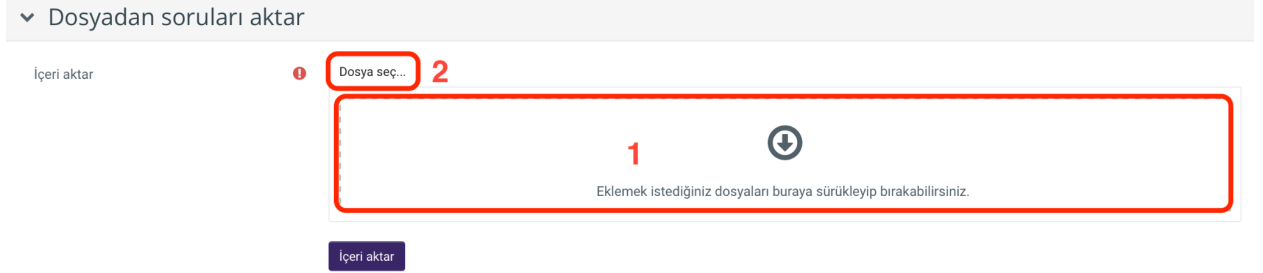 Dosyadan soruları aktar
İçeri aktar
Dosya seç... 2
1
Eklemek istediğiniz dosyaları buraya sürükleyip bırakabilirsiniz.
İçeri aktar